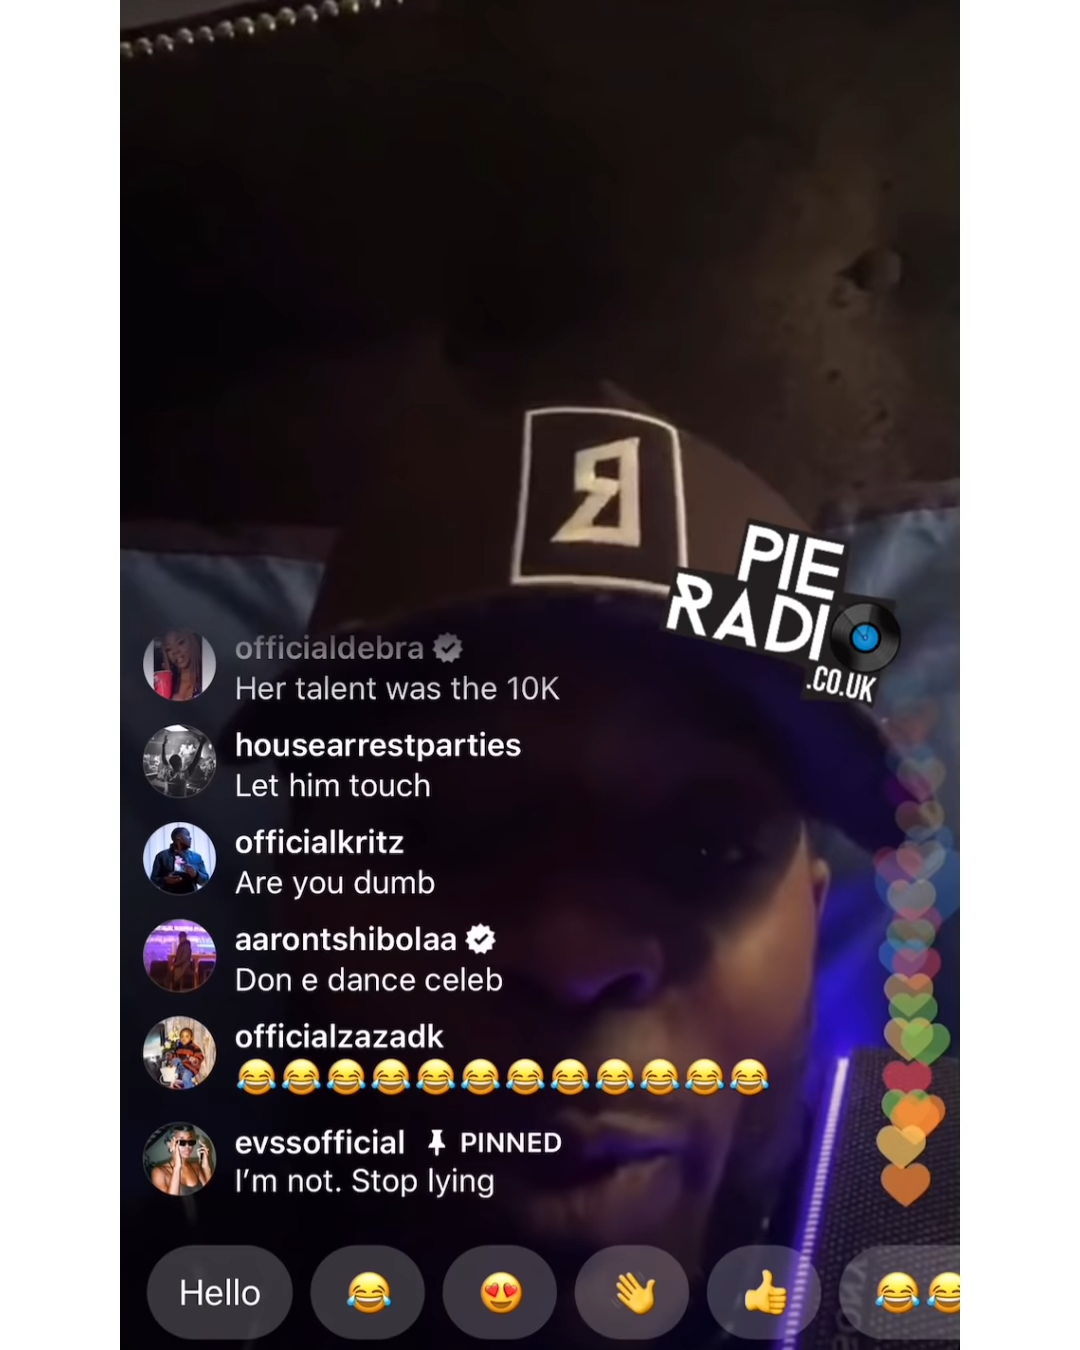 PIE
RADIO
.CO.UK
officialdebra
Her talent was the 10K
housearrestparties
Let him touch
officialkritz
Are you dumb
aarontshibolaa
Don e dance celeb
officialzazadk
😂😂😂😂😂😂😂😂😂😂😂😂
evssofficial PINNED
I’m not. Stop lying
Hello 😂 😍 👋 👍 😂😂